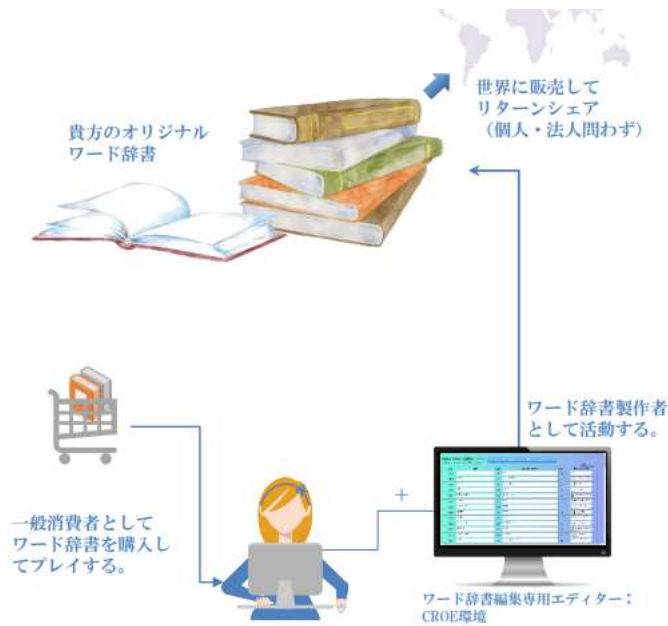 世界に販売して
リターンシェア
（個人・法人問わず）
貴方のオリジナル
ワード辞書
ワード辞書製作者
として活動する。
＋
一般消費者として
ワード辞書を購入し
てプレイする。
ワード辞書編集専用エディター：
CROE環境